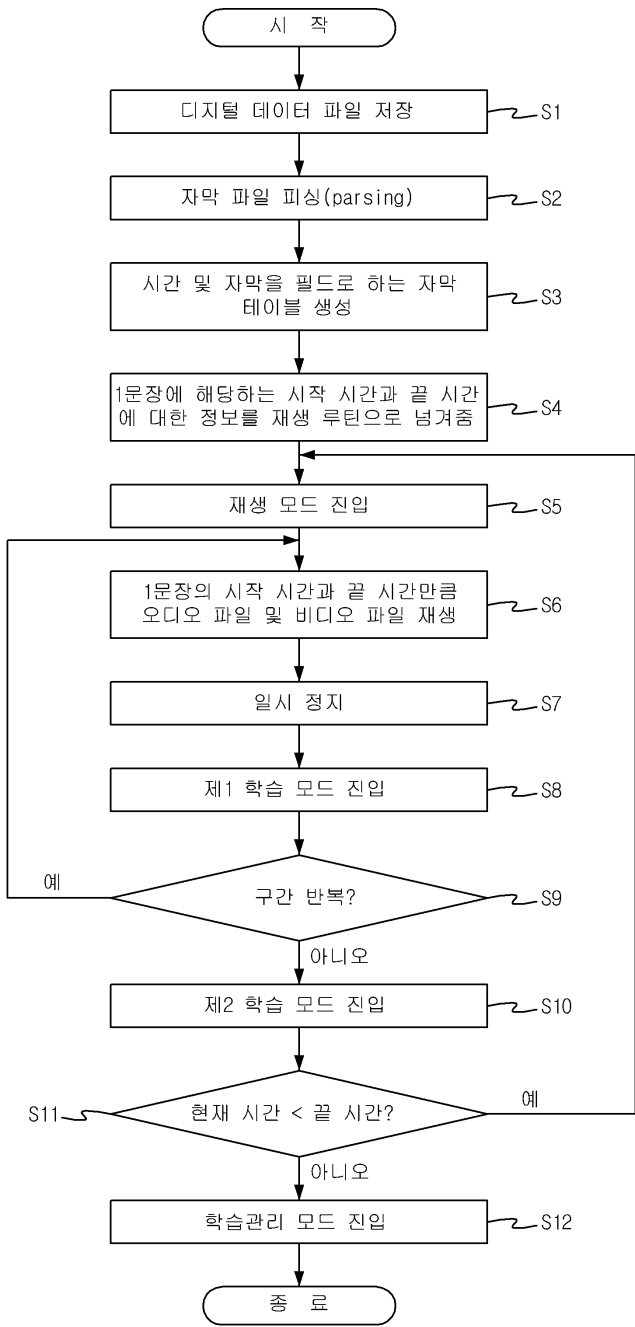 시 작
디지털 데이터 파일 저장
S1
자막 파일 피싱(parsing)
S2
시간 및 자막을 필드로 하는 자막
테이블 생성
S3
1문장에 해당하는 시작 시간과 끝 시간
에 대한 정보를 재생 루틴으로 넘겨줌
S4
재생 모드 진입
S5
1문장의 시작 시간과 끝 시간만큼
오디오 파일 및 비디오 파일 재생
S6
일시 정지
S7
제1 학습 모드 진입
S8
예
구간 반복?
S9
아니오
제2 학습 모드 진입
S10
S11
현재 시간 < 끝 시간?
예
아니오
학습관리 모드 진입
S12
종 료